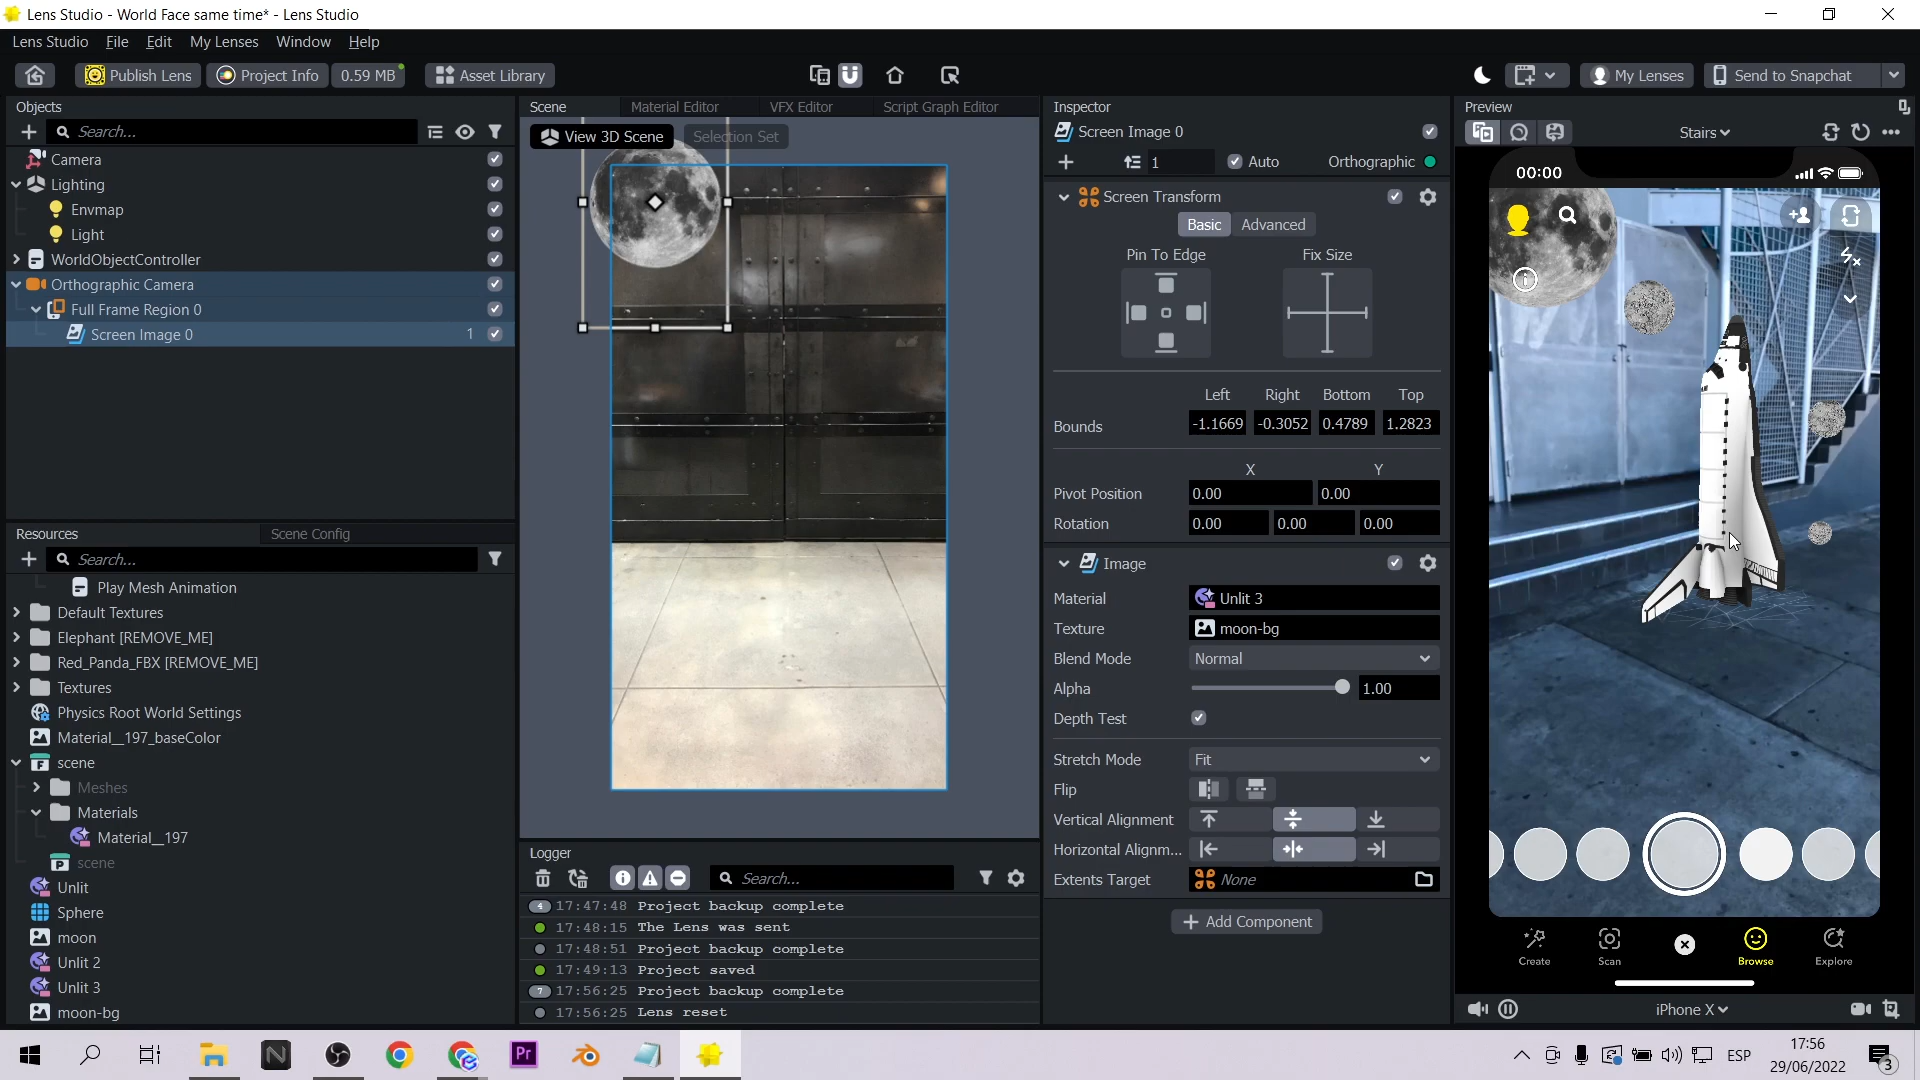 Lens Studio - World Face same time* - Lens Studio
Lens Studio File Edit My Lenses Window Help
Publish Lens Project Info 0.59 MB Asset Library My Lenses Send to Snapchat
Objects
Search...
Camera
Lighting
Envmap
Light
WorldObjectController
Orthographic Camera
Full Frame Region 0
Screen Image 0 1
Resources Scene Config
Search...
Play Mesh Animation
Default Textures
Elephant [REMOVE_ME]
Red_Panda_FBX [REMOVE_ME]
Textures
Physics Root World Settings
Material__197_baseColor
scene
Meshes
Materials
Material__197
scene
Unlit
Sphere
moon
Unlit 2
Unlit 3
moon-bg
Scene Material Editor VFX Editor Script Graph Editor
View 3D Scene Selection Set
Logger
Search...
4 17:47:48 Project backup complete
17:48:15 The Lens was sent
17:48:51 Project backup complete
17:49:13 Project saved
7 17:56:25 Project backup complete
17:56:25 Lens reset
Inspector
Screen Image 0
1 Auto Orthographic
Screen Transform
Basic Advanced
Pin To Edge Fix Size
Left Right Bottom Top
Bounds -1.1669 -0.3052 0.4789 1.2823
X Y
Pivot Position 0.00 0.00
Rotation 0.00 0.00 0.00
Image
Material Unlit 3
Texture moon-bg
Blend Mode Normal
Alpha 1.00
Depth Test
Stretch Mode Fit
Flip
Vertical Alignment
Horizontal Alignm...
Extents Target None
Add Component
Preview
Stairs
00:00
Create Scan Browse Explore
iPhone X
N Pr ESP 17:56
29/06/2022 3